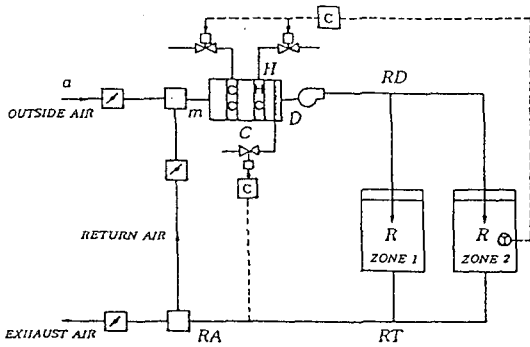 C
a
H
RD
OUTSIDE AIR
m
D
C
C
RETURN AIR
R
R
T
ZONE 1
ZONE 2
EXHAUST AIR
RA
RT